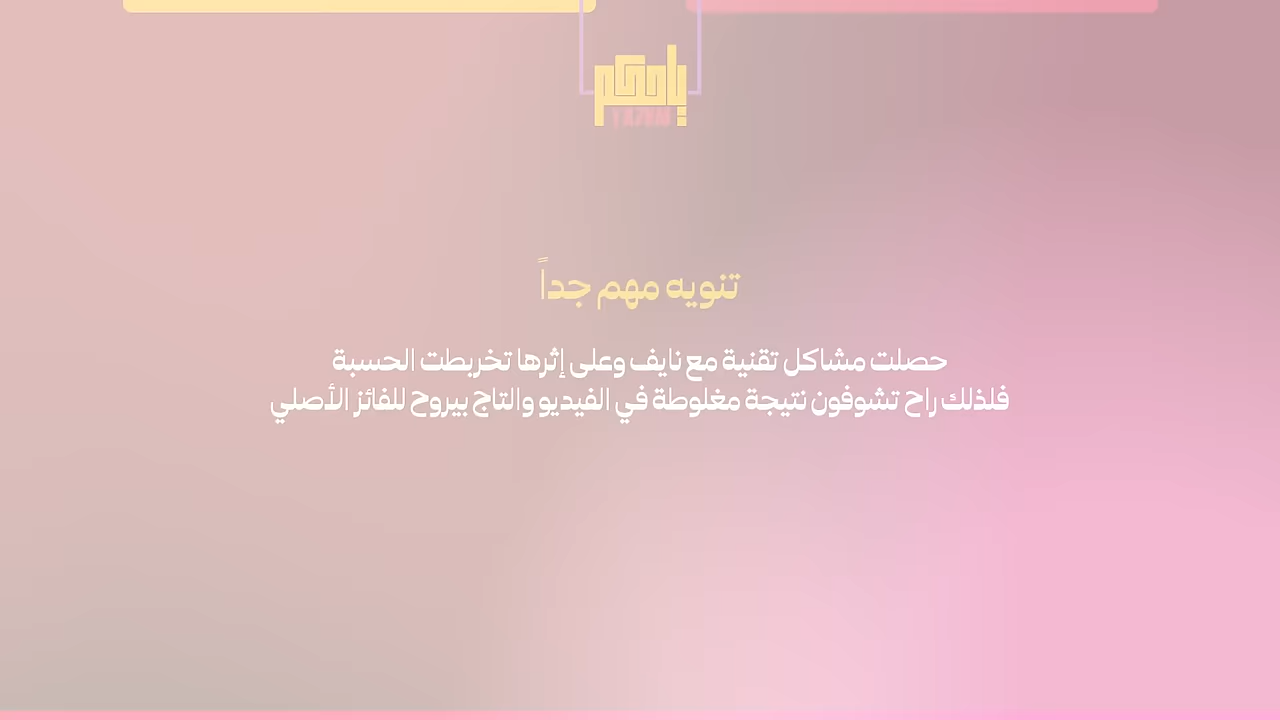 يامكم
تنويه مهم جداً
حصلت مشاكل تقنية مع نايف وعلى إثرها تخربطت الحسبة
فلذلك راح تشوفون نتيجة مغلوطة في الفيديو والتاج بيروح للفائز الأصلي